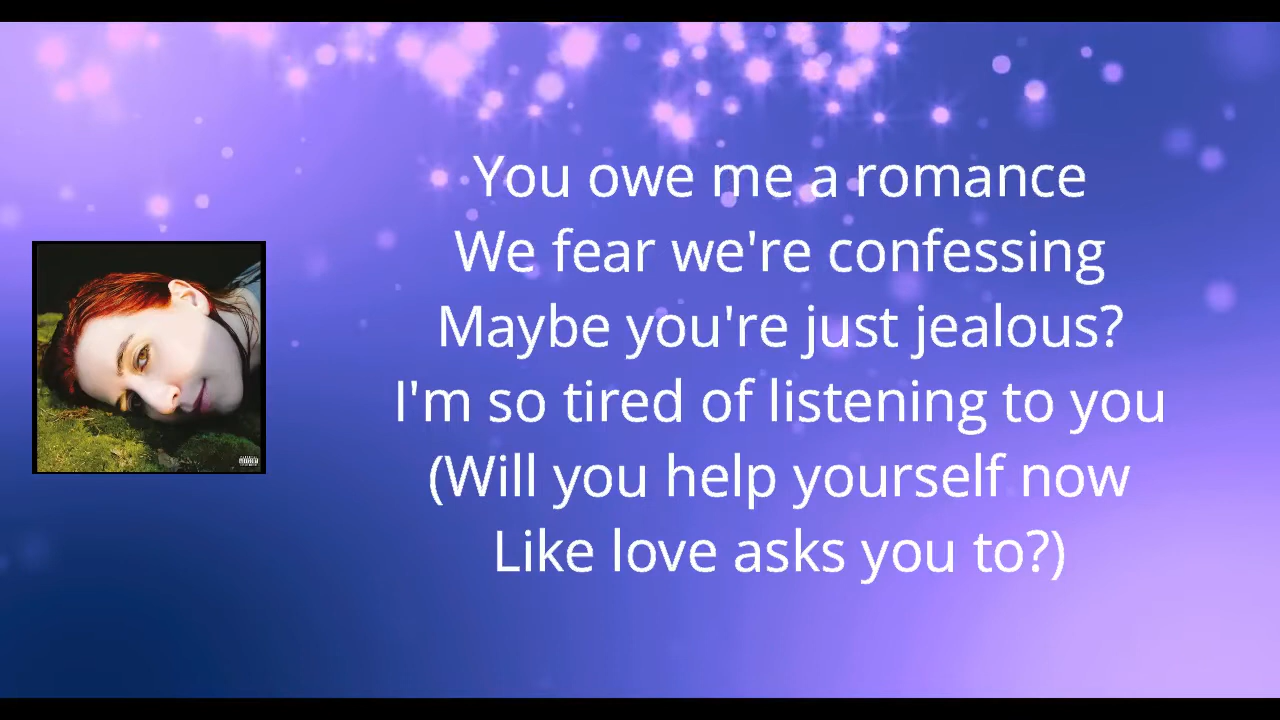 You owe me a romance
We fear we're confessing
Maybe you're just jealous?
I'm so tired of listening to you
(Will you help yourself now
Like love asks you to?)